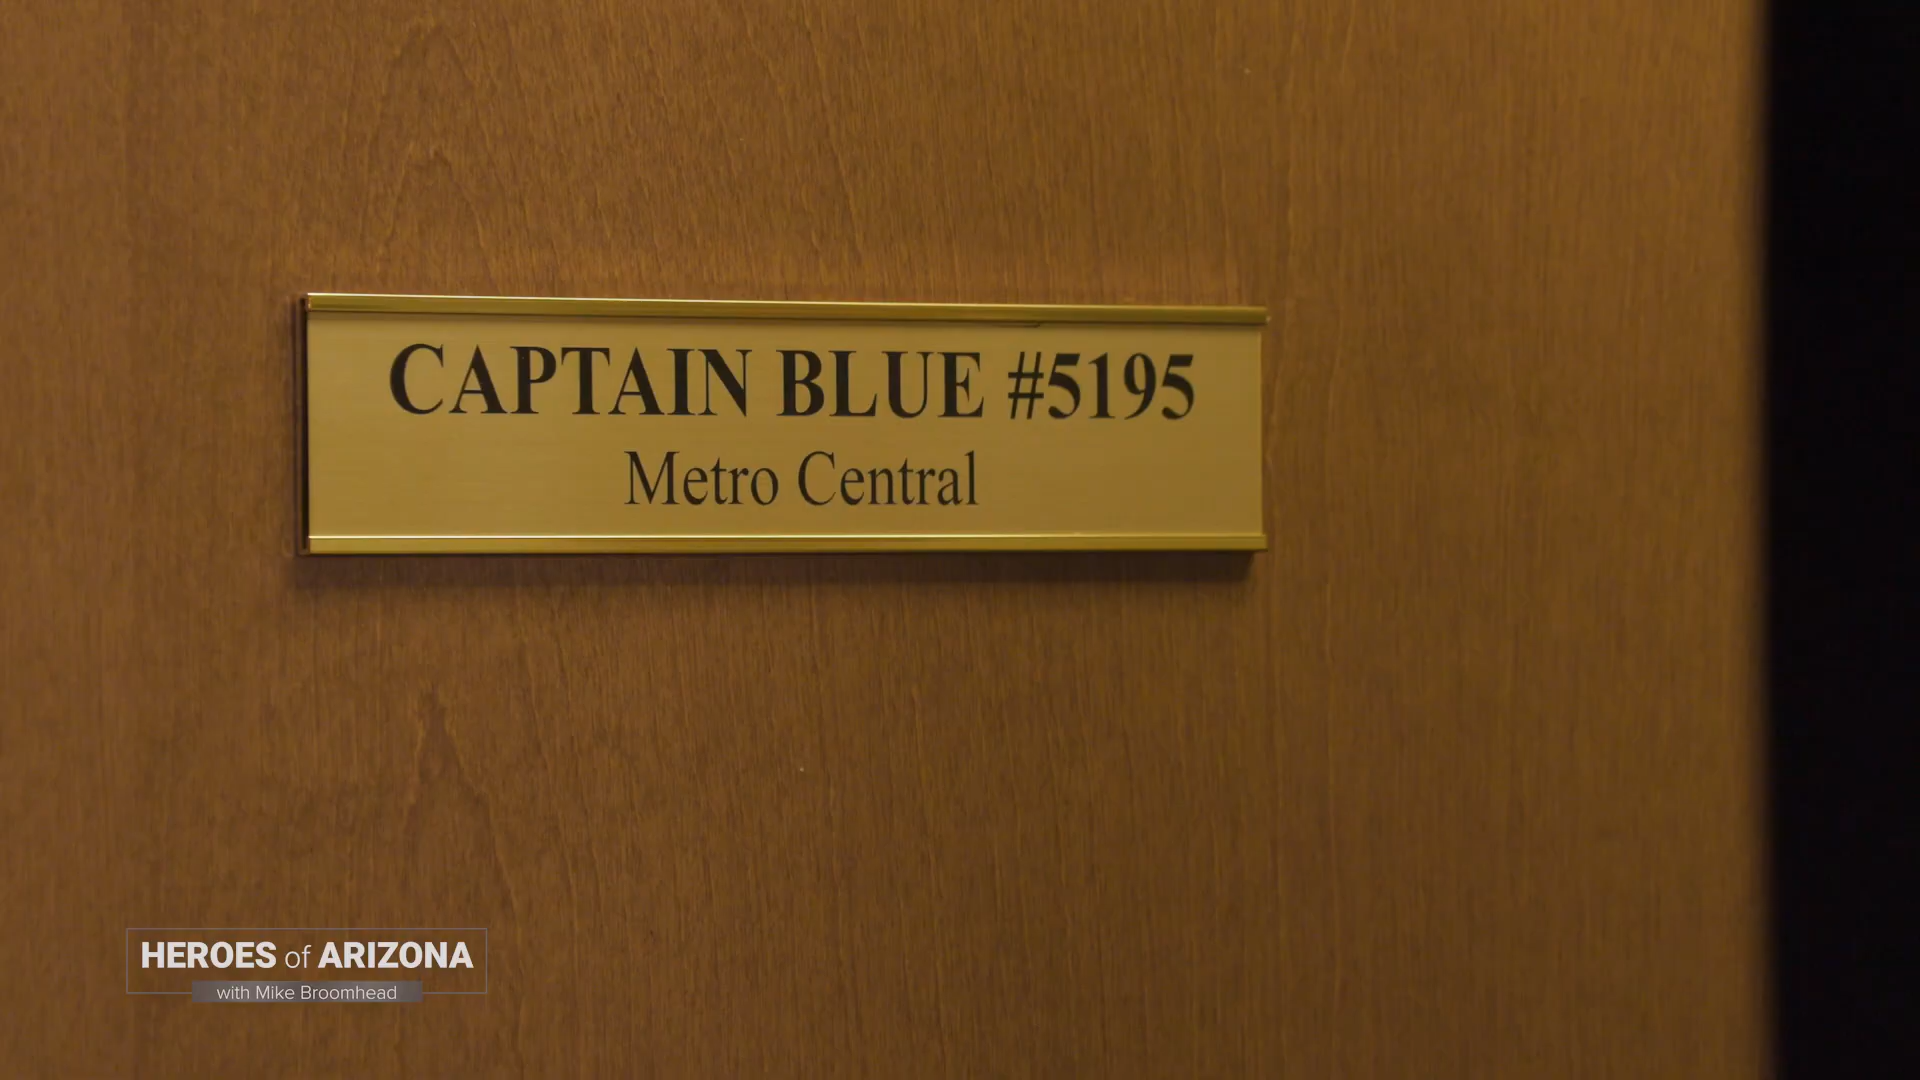 CAPTAIN BLUE #5195
Metro Central
HEROES of ARIZONA
with Mike Broomhead